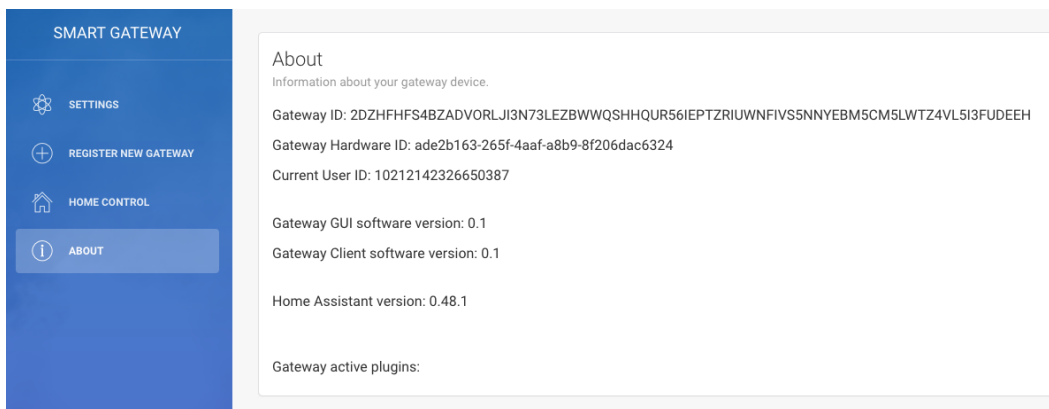 SMART GATEWAY
SETTINGS
REGISTER NEW GATEWAY
HOME CONTROL
ABOUT
About
Information about your gateway device.
Gateway ID: 2DZHFHFS4BZADVORLJI3N73LEZBWWQSHHQUR56IEPTZRIUWNFIVS5NNYEBM5CM5LWTZ4VL5I3FUDEEH
Gateway Hardware ID: ade2b163-265f-4aaf-a8b9-8f206dac6324
Current User ID: 10212142326650387
Gateway GUI software version: 0.1
Gateway Client software version: 0.1
Home Assistant version: 0.48.1
Gateway active plugins: